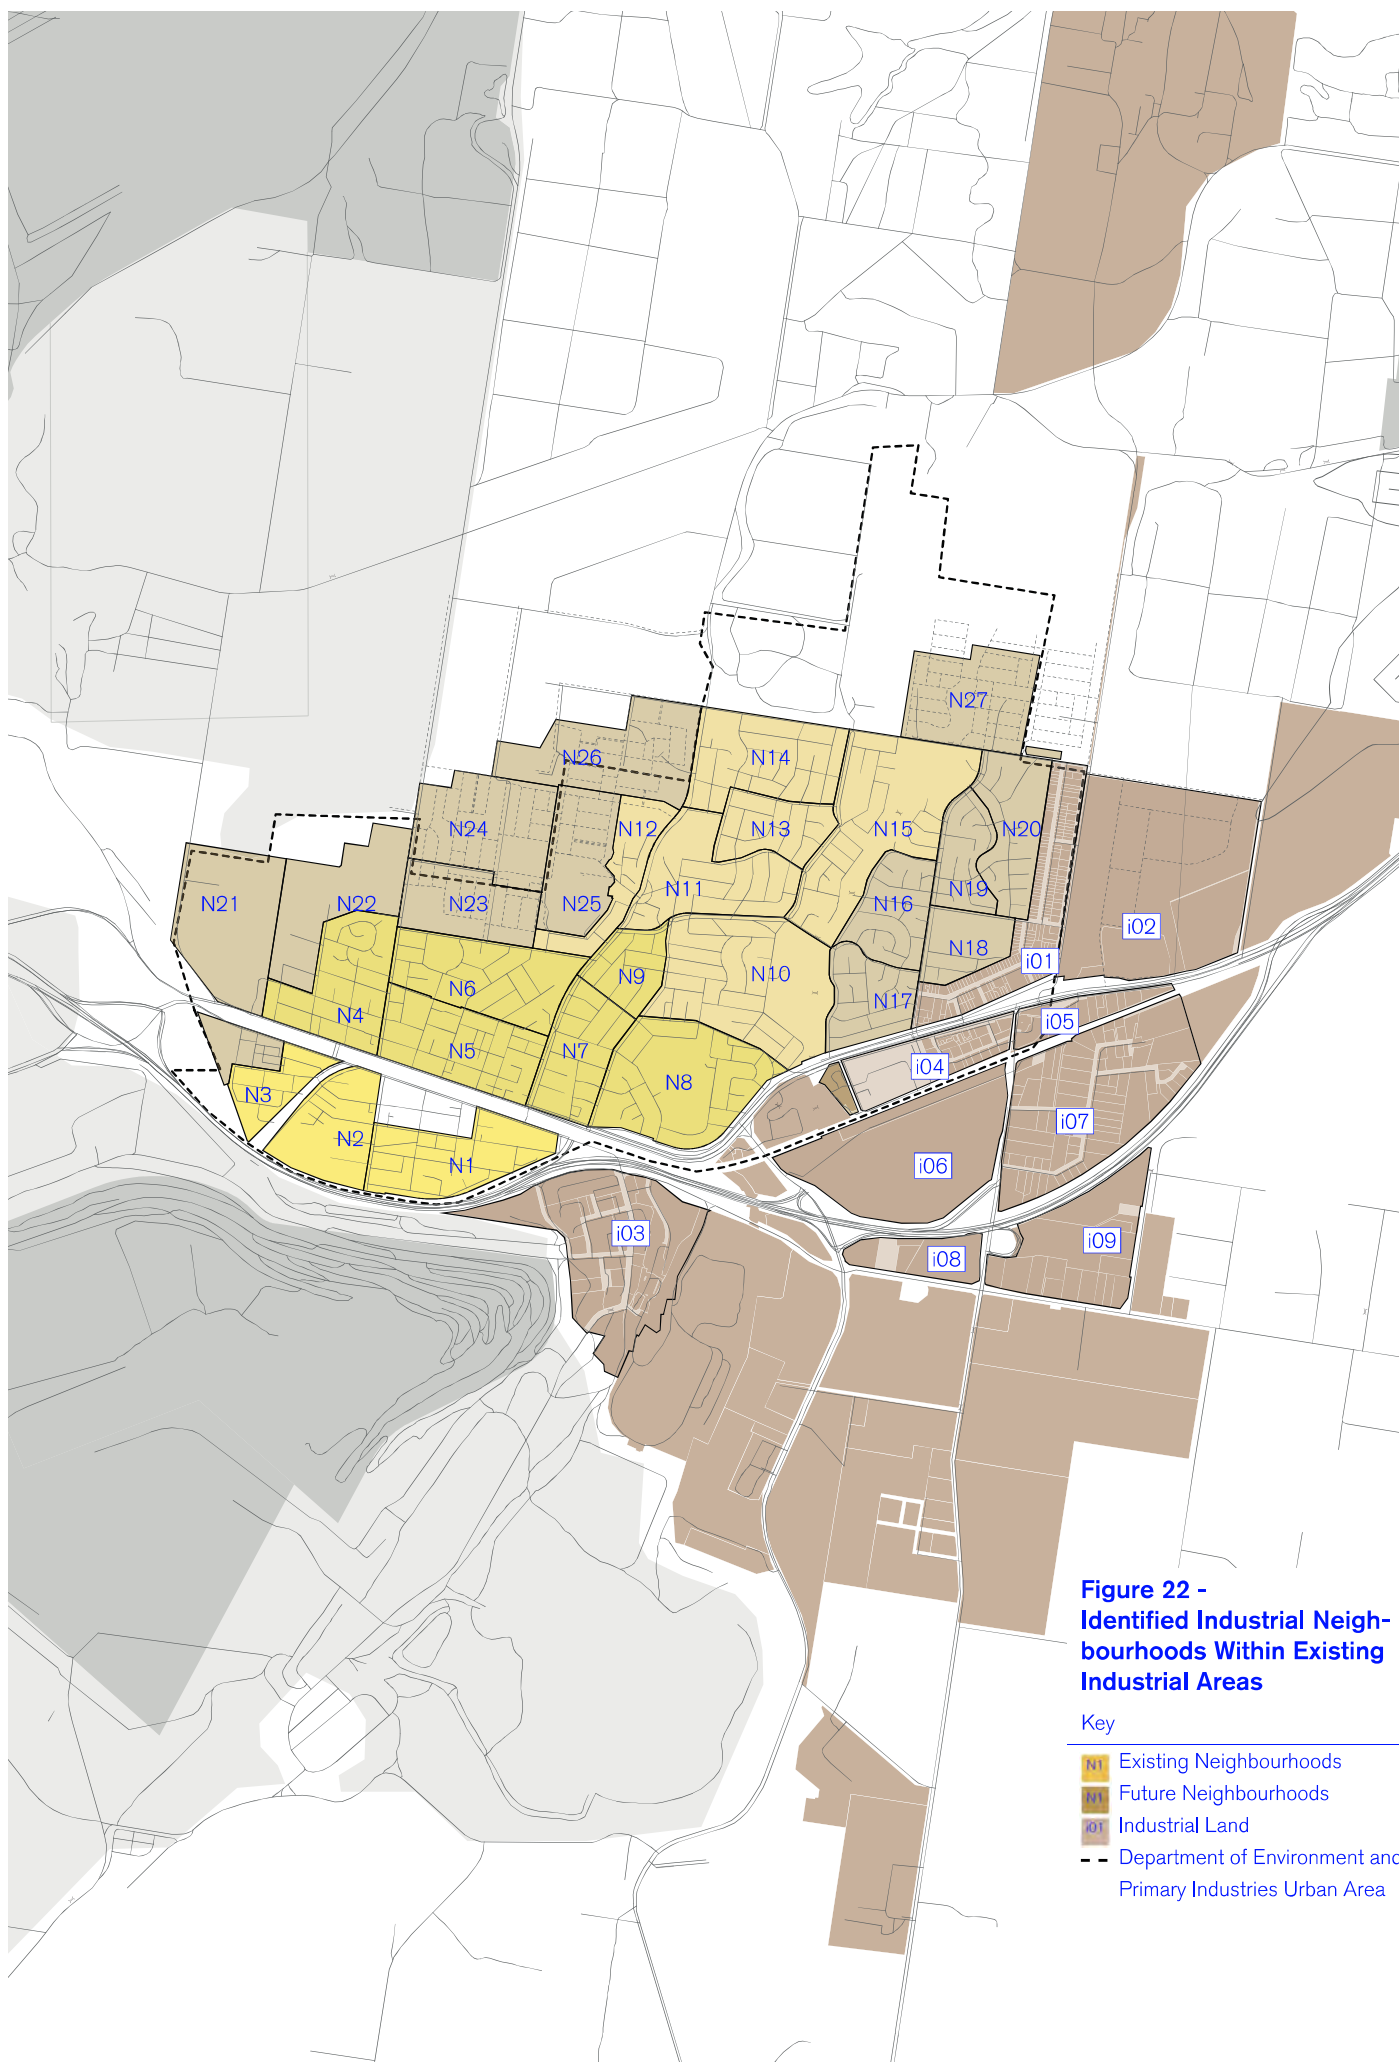 N27
N14
N26
N24
N12
N13
N15
N20
N21
N22
N23
N25
N11
N16
N19
i02
N18
i01
N6
N9
N10
N17
N4
i05
N5
N7
N8
i04
N3
i07
N2
N1
i06
i03
i09
i08
Figure 22 -
Identified Industrial Neigh-
bourhoods Within Existing
Industrial Areas
Key
N1 Existing Neighbourhoods
N1 Future Neighbourhoods
i01 Industrial Land
Department of Environment and
Primary Industries Urban Area